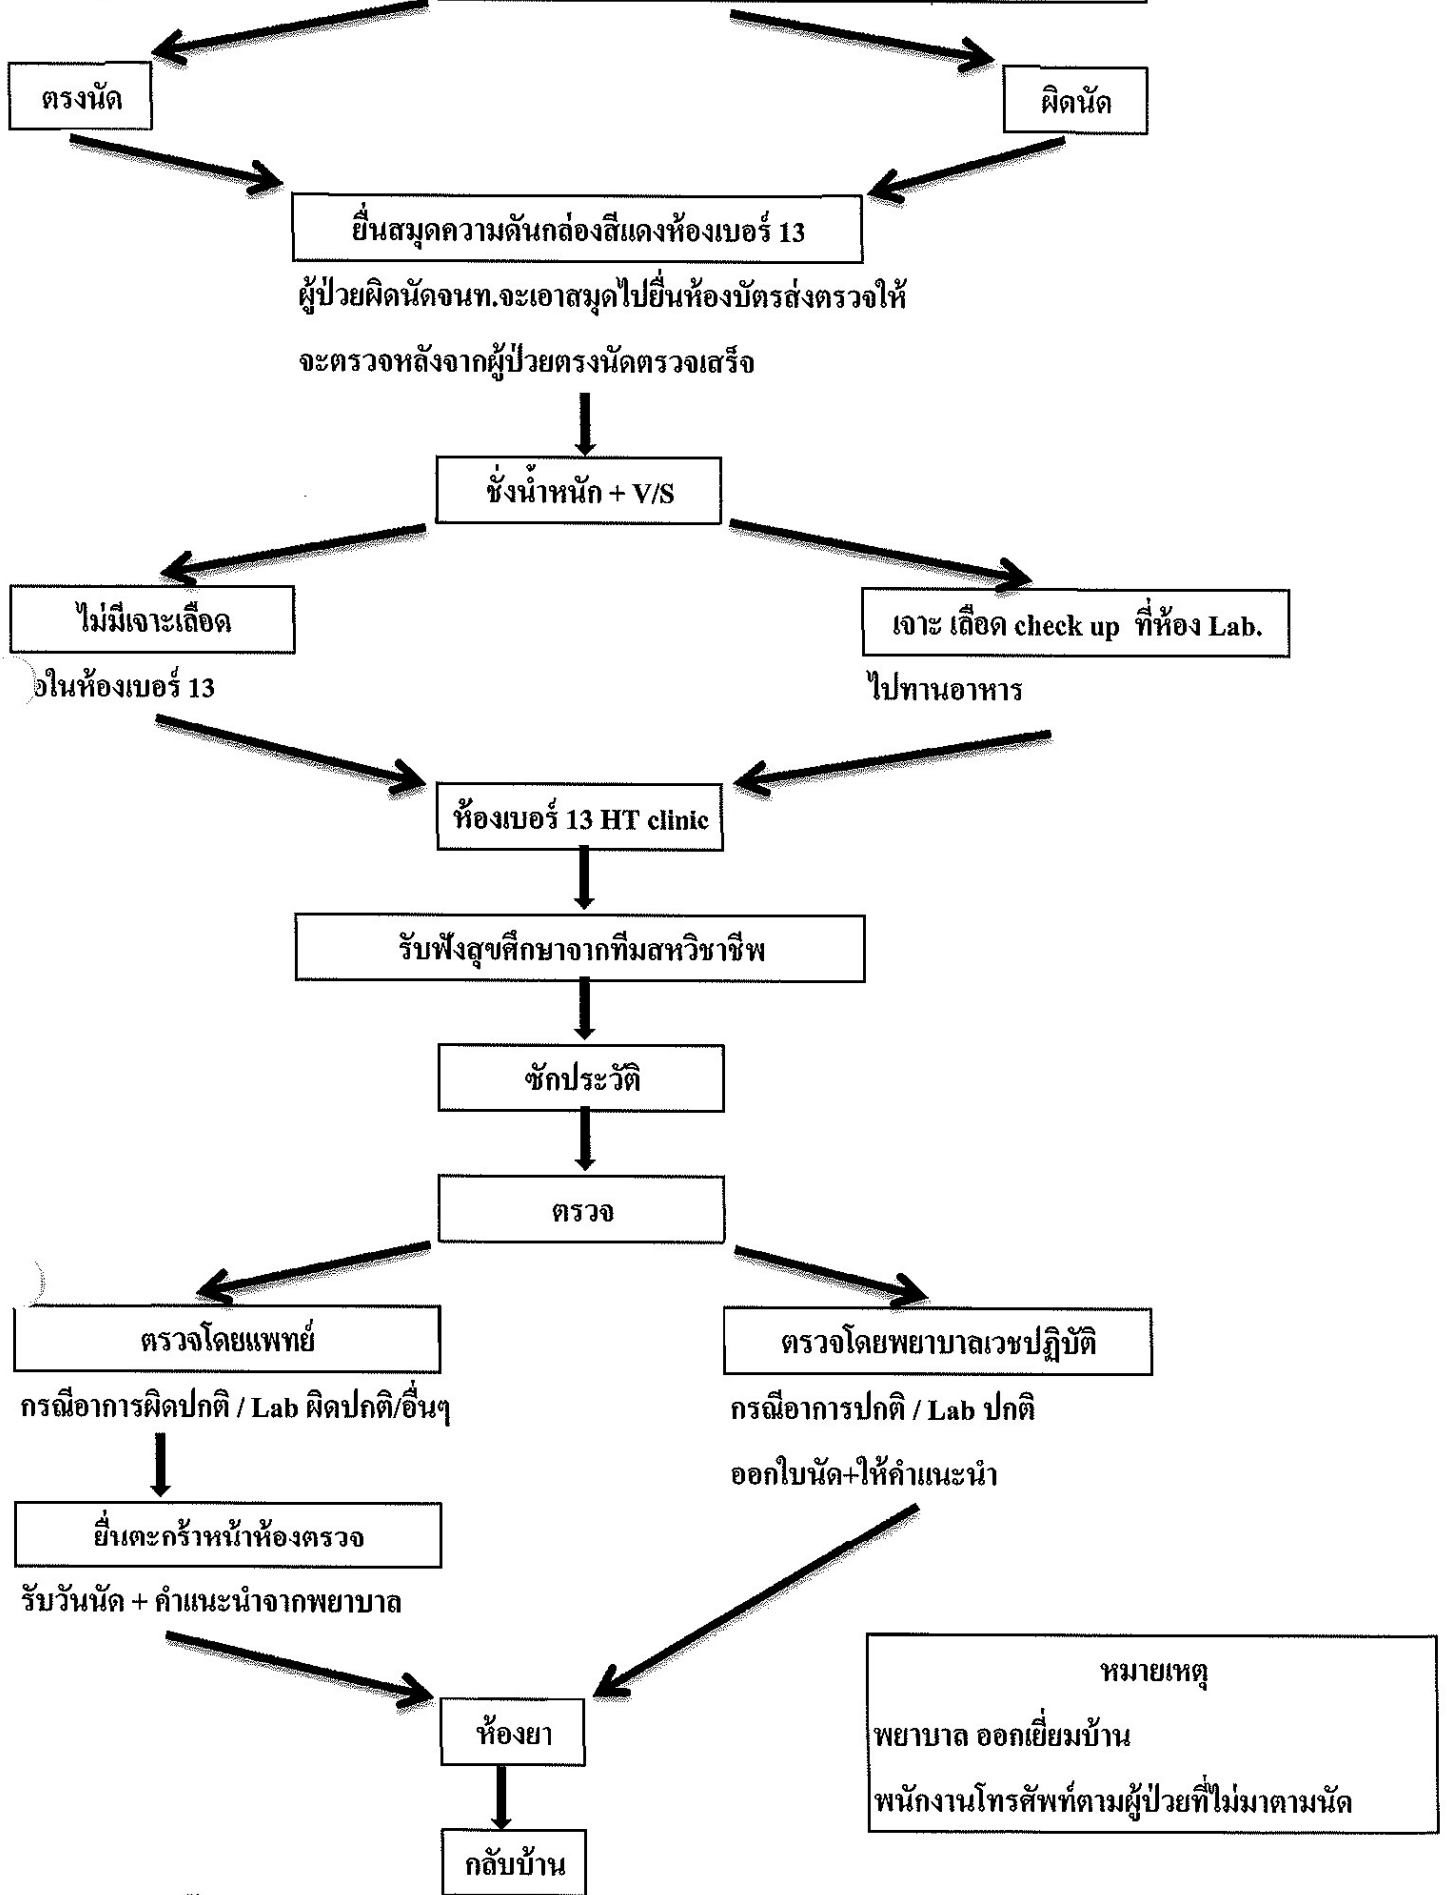 ตรงนัด
ผิดนัด
ยื่นสมุดความดันกล่องสีแดงห้องเบอร์ 13
ผู้ป่วยผิดนัดจนท.จะเอาสมุดไปยื่นห้องบัตรส่งตรวจให้
จะตรวจหลังจากผู้ป่วยตรงนัดตรวจเสร็จ
ชั่งน้ำหนัก + V/S
ไม่มีเจาะเลือด
เจาะ เลือด check up ที่ห้อง Lab.
ในห้องเบอร์ 13
ไปทานอาหาร
ห้องเบอร์ 13 HT clinic
รับฟังสุขศึกษาจากทีมสหวิชาชีพ
ซักประวัติ
ตรวจ
ตรวจโดยแพทย์
ตรวจโดยพยาบาลเวชปฏิบัติ
กรณีอาการผิดปกติ / Lab ผิดปกติ/อื่นๆ
กรณีอาการปกติ / Lab ปกติ
ออกใบนัด+ให้คำแนะนำ
ยื่นตะกร้าหน้าห้องตรวจ
รับวันนัด + คำแนะนำจากพยาบาล
หมายเหตุ
พยาบาล ออกเยี่ยมบ้าน
พนักงานโทรศัพท์ตามผู้ป่วยที่ไม่มาตามนัด
ห้องยา
กลับบ้าน